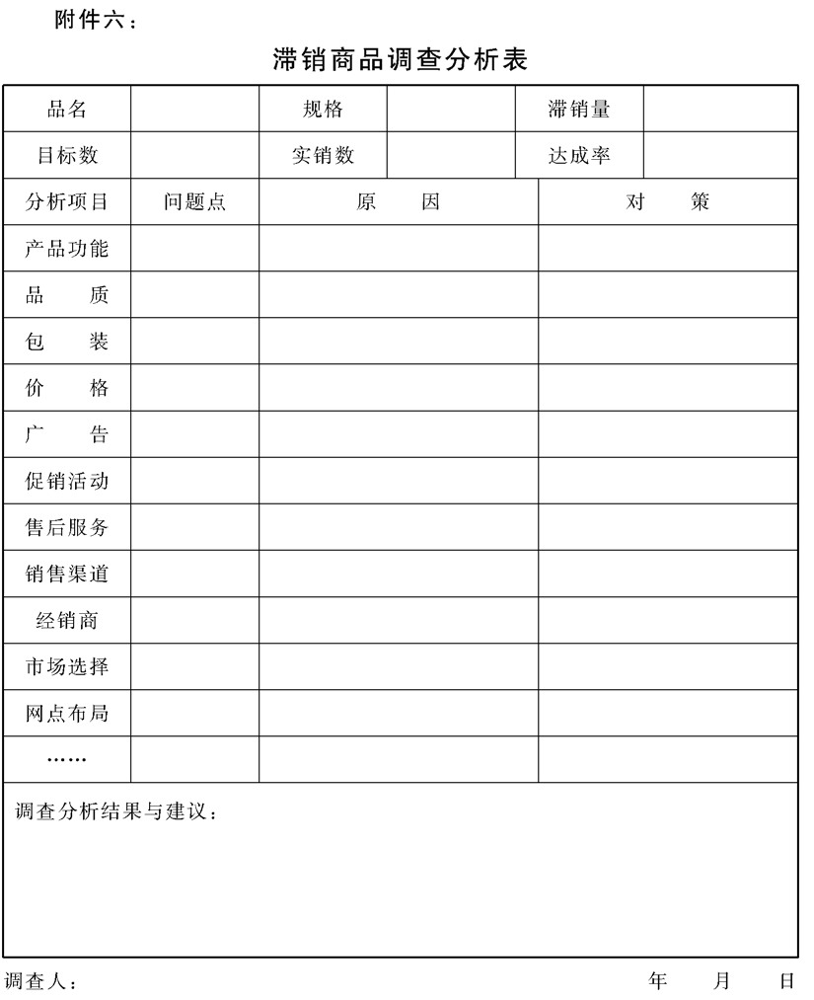 附件六：
滞销商品调查分析表
品名 规格 滞销量
目标数 实销数 达成率
分析项目 问题点 原 因 对 策
产品功能
品 质
包 装
价 格
广 告
促销活动
售后服务
销售渠道
经销商
市场选择
网点布局
……
调查分析结果与建议：
调查人： 年 月 日